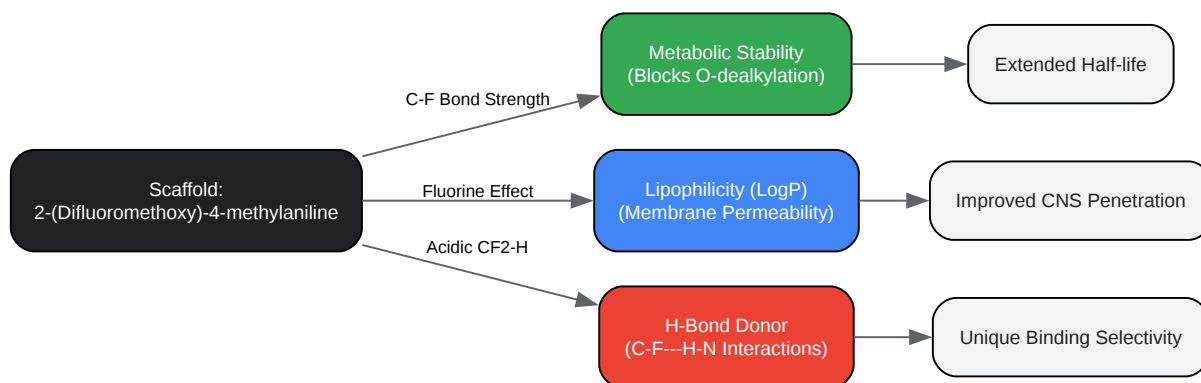 Scaffold:
2-(Difluoromethoxy)-4-methylaniline
C-F Bond Strength
Fluorine Effect
Acidic CF2-H
Metabolic Stability
(Blocks O-dealkylation)
Extended Half-life
Lipophilicity (LogP)
(Membrane Permeability)
Improved CNS Penetration
H-Bond Donor
(C-F---H-N Interactions)
Unique Binding Selectivity